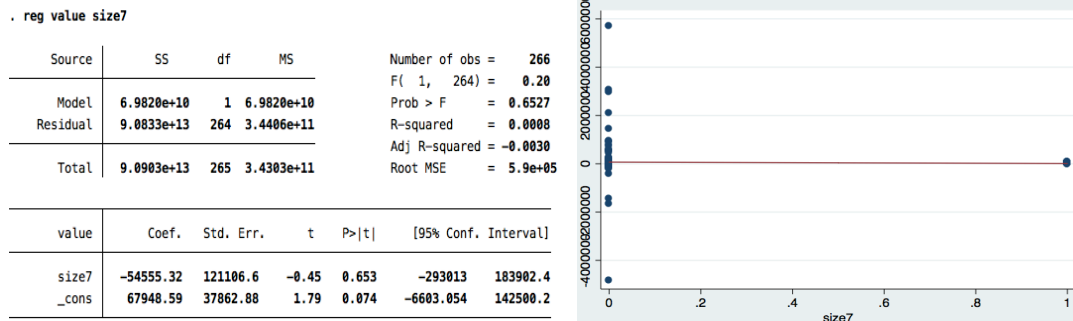 . reg value size7
Source SS df MS Number of obs = 266
F( 1, 264) = 0.20
Model 6.9820e+10 1 6.9820e+10 Prob > F = 0.6527
Residual 9.0833e+13 264 3.4406e+11 R-squared = 0.0008
Adj R-squared = -0.0030
Total 9.0903e+13 265 3.4303e+11 Root MSE = 5.9e+05
value Coef. Std. Err. t P>|t| [95% Conf. Interval]
size7 -54555.32 121106.6 -0.45 0.653 -293013 183902.4
_cons 67948.59 37862.88 1.79 0.074 -6603.054 142500.2
0
0 .2 .4 .6 .8 1
size7